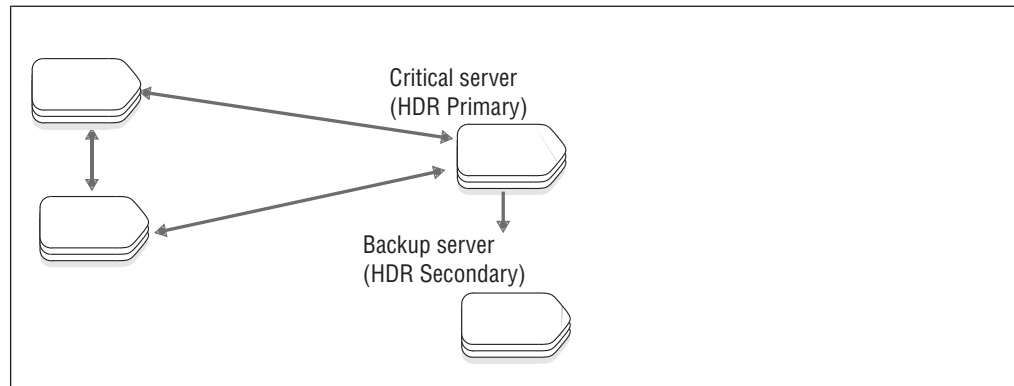 Critical server
(HDR Primary)
Backup server
(HDR Secondary)